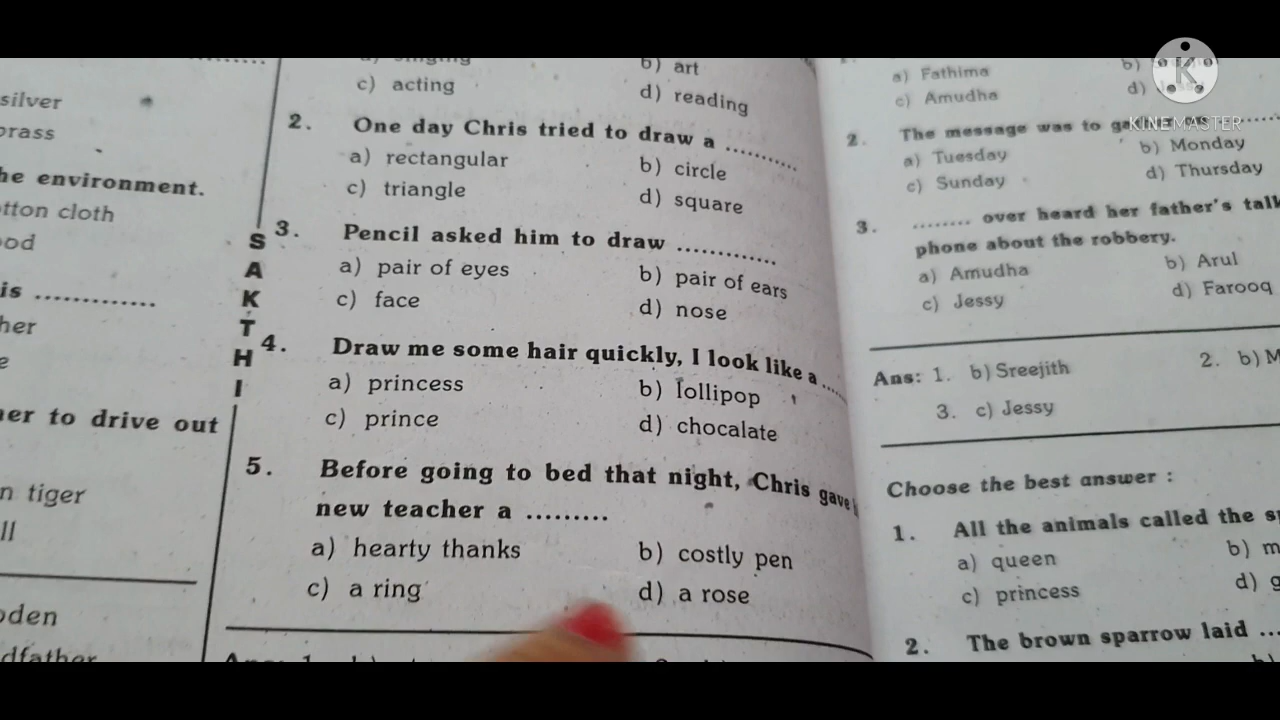 silver
brass
he environment.
tton cloth
ood
is .............
her
e
er to drive out
n tiger
ll
oden
dfather
S
A
K
T
H
I
a) singing
b) art
c) acting
d) reading
2. One day Chris tried to draw a ..........
a) rectangular
b) circle
c) triangle
d) square
3. Pencil asked him to draw .............
a) pair of eyes
b) pair of ears
c) face
d) nose
4. Draw me some hair quickly, I look like a .....
a) princess
b) lollipop
c) prince
d) chocalate
5. Before going to bed that night, Chris gave
new teacher a .........
a) hearty thanks
b) costly pen
c) a ring
d) a rose
a) Fathima
b)
c) Amudha
d)
KINEMASTER
2. The message was to
a) Tuesday
b) Monday
c) Sunday
d) Thursday
3. ........ over heard her father's talk
phone about the robbery.
a) Amudha
b) Arul
c) Jessy
d) Farooq
Ans: 1. b) Sreejith
2. b) M
3. c) Jessy
Choose the best answer :
1. All the animals called the sp
a) queen
b) m
c) princess
d) g
2. The brown sparrow laid ...